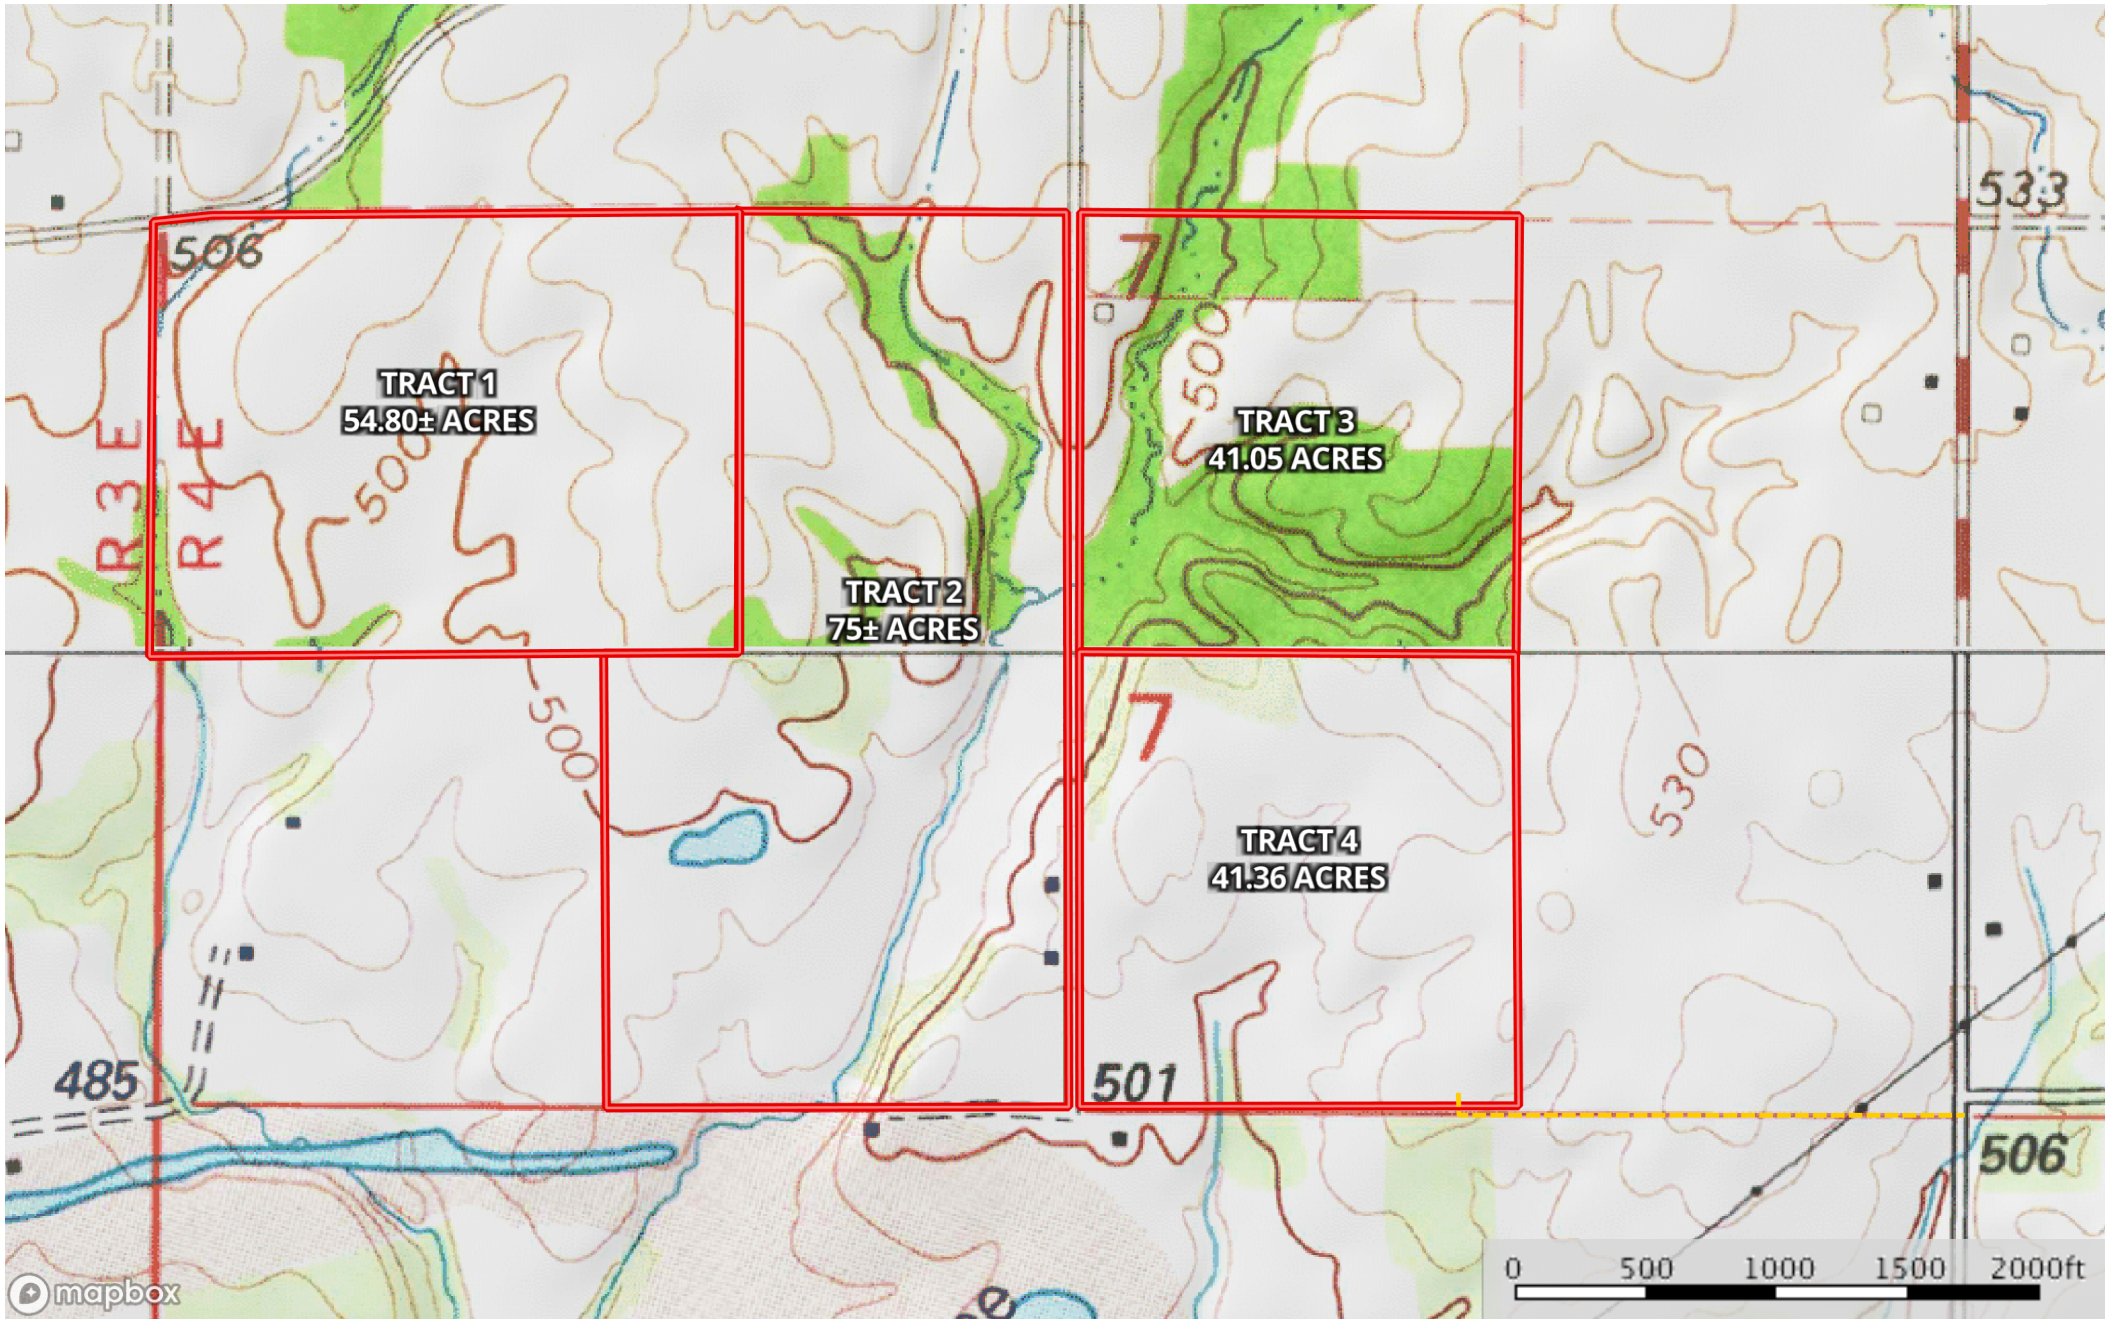 533
506
7
500
TRACT 1
54.80± ACRES
TRACT 3
41.05 ACRES
R 3 E
R 4 E
500
TRACT 2
75± ACRES
500
7
530
TRACT 4
41.36 ACRES
485
501
506
0 500 1000 1500 2000ft
mapbox